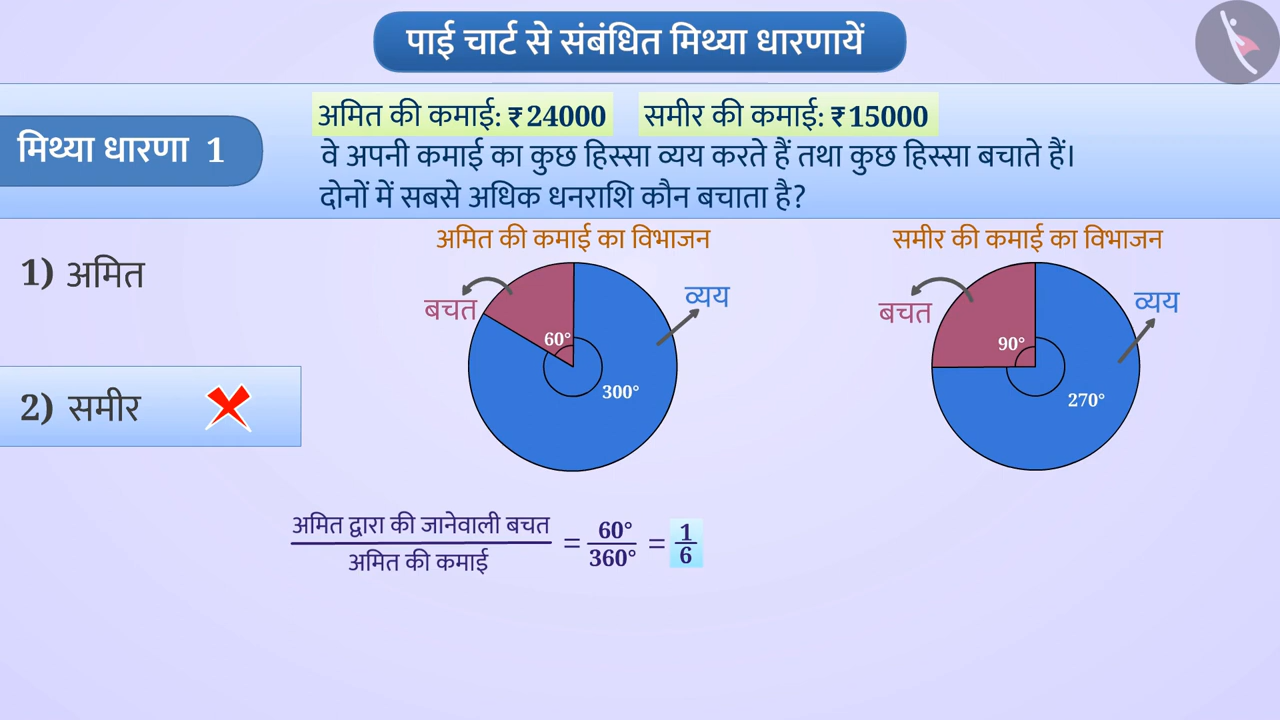 पाई चार्ट से संबंधित मिथ्या धारणायें
मिथ्या धारणा 1
अमित की कमाई: ₹24000 समीर की कमाई: ₹15000
वे अपनी कमाई का कुछ हिस्सा व्यय करते हैं तथा कुछ हिस्सा बचाते हैं।
दोनों में सबसे अधिक धनराशि कौन बचाता है?
1) अमित
2) समीर
अमित की कमाई का विभाजन
बचत
व्यय
60°
300°
समीर की कमाई का विभाजन
बचत
व्यय
90°
270°
अमित द्वारा की जानेवाली बचत
अमित की कमाई
= 60°/360° = 1/6